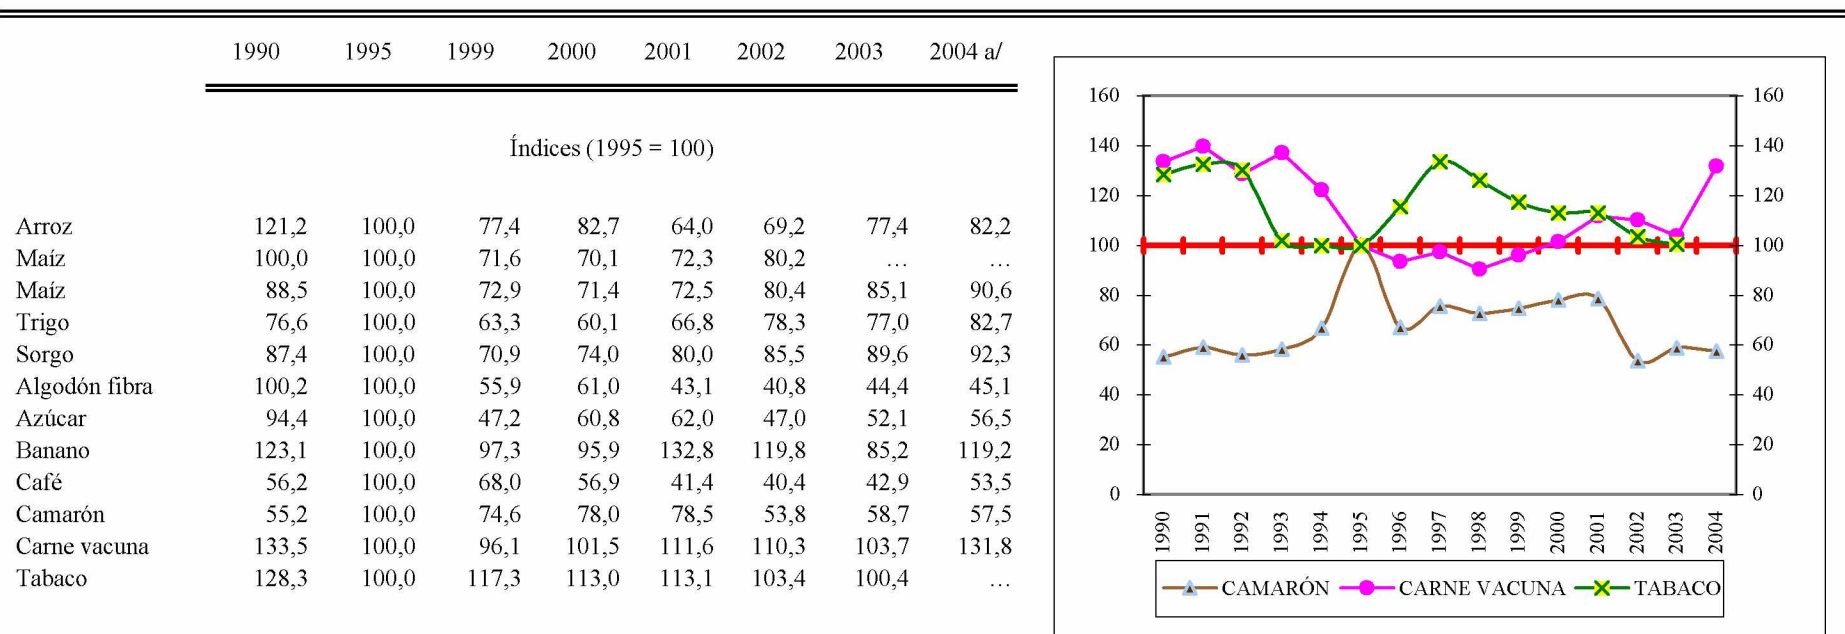 1990 1995 1999 2000 2001 2002 2003 2004 a/
Índices (1995 = 100)
Arroz 121,2 100,0 77,4 82,7 64,0 69,2 77,4 82,2
Maíz 100,0 100,0 71,6 70,1 72,3 80,2 ... ...
Maíz 88,5 100,0 72,9 71,4 72,5 80,4 85,1 90,6
Trigo 76,6 100,0 63,3 60,1 66,8 78,3 77,0 82,7
Sorgo 87,4 100,0 70,9 74,0 80,0 85,5 89,6 92,3
Algodón fibra 100,2 100,0 55,9 61,0 43,1 40,8 44,4 45,1
Azúcar 94,4 100,0 47,2 60,8 62,0 47,0 52,1 56,5
Banano 123,1 100,0 97,3 95,9 132,8 119,8 85,2 119,2
Café 56,2 100,0 68,0 56,9 41,4 40,4 42,9 53,5
Camarón 55,2 100,0 74,6 78,0 78,5 53,8 58,7 57,5
Carne vacuna 133,5 100,0 96,1 101,5 111,6 110,3 103,7 131,8
Tabaco 128,3 100,0 117,3 113,0 113,1 103,4 100,4 ...
160 160
140 140
120 120
100 100
80 80
60 60
40 40
20 20
0 0
1990 1991 1992 1993 1994 1995 1996 1997 1998 1999 2000 2001 2002 2003 2004
CAMARÓN CARNE VACUNA TABACO